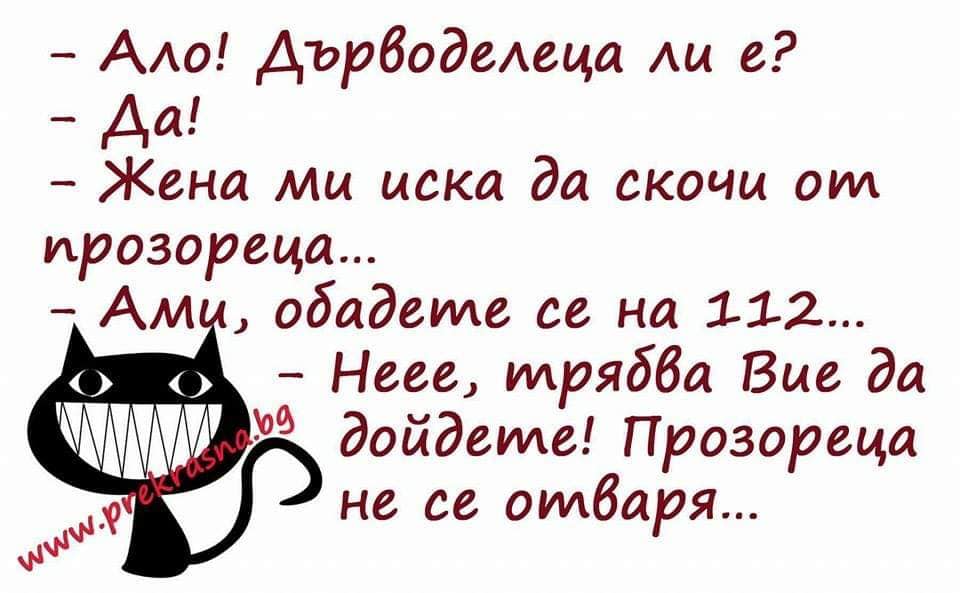 - Ало! Дърводелеца ли е?
- Да!
- Жена ми иска да скочи от
прозореца...
- Ами, обадете се на 112...
- Неее, трябва Вие да
дойдете! Прозореца
не се отваря...
www.prekrasna.bg